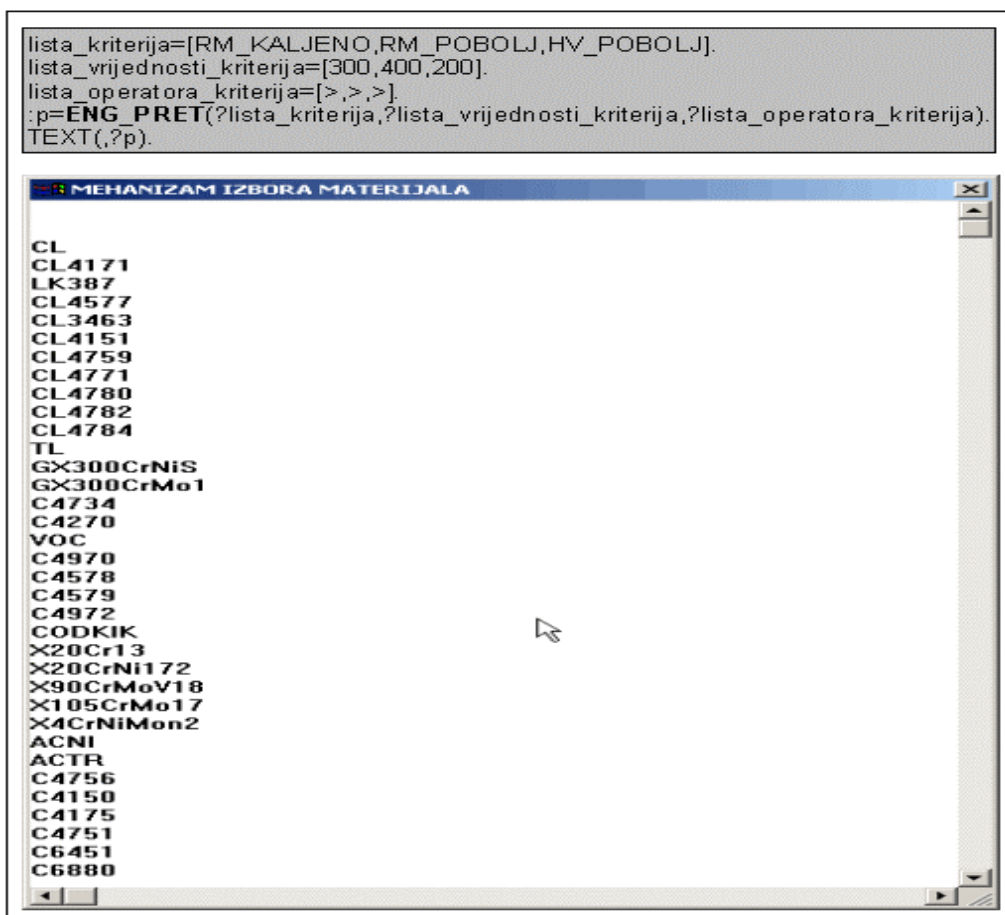 lista_kriterija=[RM_KALJENO,RM_POBOLJ,HV_POBOLJ].
lista_vrijednosti_kriterija=[300,400,200].
lista_operatora_kriterija=[>,>,>].
:p=ENG_PRET(?lista_kriterija,?lista_vrijednosti_kriterija,?lista_operatora_kriterija).
TEXT(,?p).
MEHANIZAM IZBORA MATERIJALA
CL
CL4171
LK387
CL4577
CL3463
CL4151
CL4759
CL4771
CL4780
CL4782
CL4784
TL
GX300CrNiS
GX300CrMo1
C4734
C4270
VOC
C4970
C4578
C4579
C4972
CODKIK
X20Cr13
X20CrNi172
X90CrMoV18
X105CrMo17
X4CrNiMon2
ACNI
ACTR
C4756
C4150
C4175
C4751
C6451
C6880